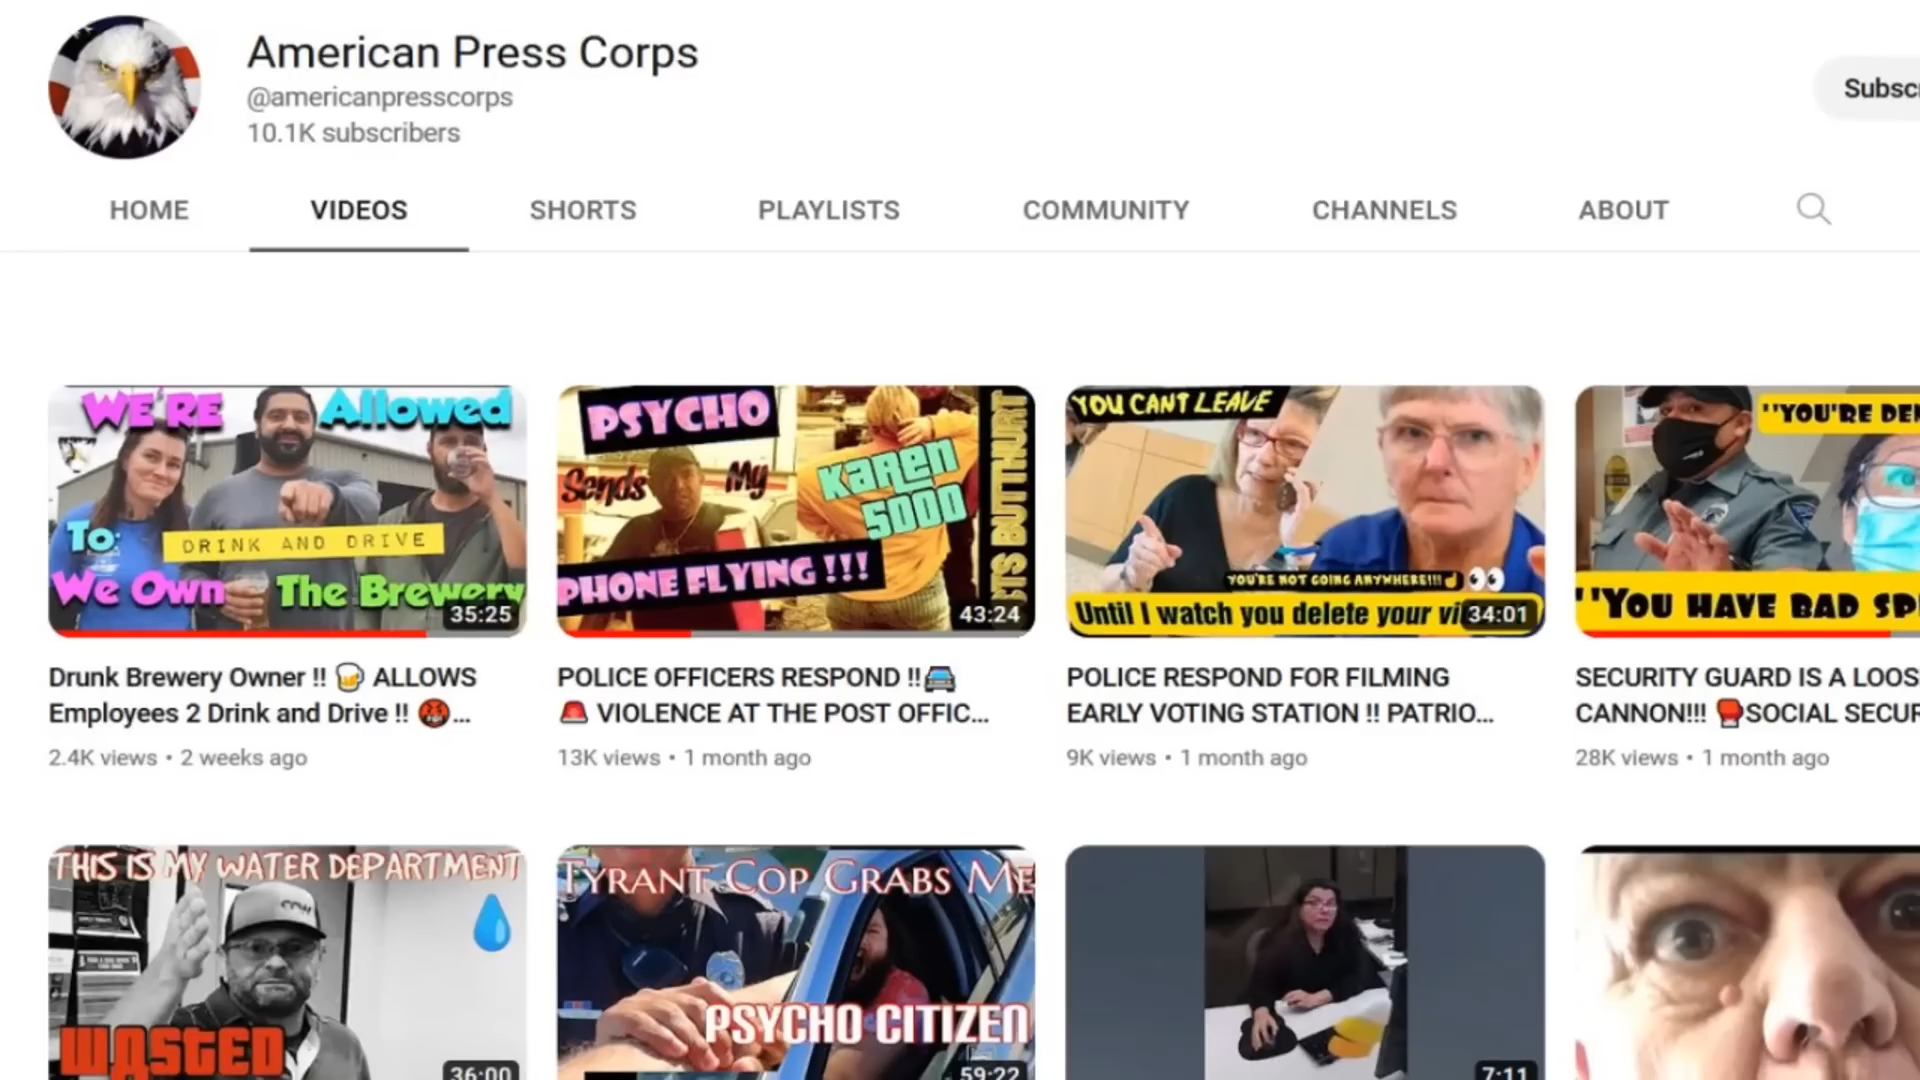 American Press Corps
@americanpresscorps
10.1K subscribers
Subsc
HOME
VIDEOS
SHORTS
PLAYLISTS
COMMUNITY
CHANNELS
ABOUT
WE'RE Allowed
To:
DRINK AND DRIVE
We Own The Brewery
35:25
PSYCHO
Sends My
KAREN
5000
PHONE FLYING !!!
GETS BUTTHURT
43:24
YOU CANT LEAVE
YOU'RE NOT GOING ANYWHERE!!!
Until I watch you delete your vi
34:01
''YOU'RE DE
''YOU HAVE BAD SP
Drunk Brewery Owner !! 🍺 ALLOWS
Employees 2 Drink and Drive !! 🤬...
2.4K views • 2 weeks ago
POLICE OFFICERS RESPOND !!🚔
🚨 VIOLENCE AT THE POST OFFIC...
13K views • 1 month ago
POLICE RESPOND FOR FILMING
EARLY VOTING STATION !! PATRIO...
9K views • 1 month ago
SECURITY GUARD IS A LOOS
CANNON!!! 🥊SOCIAL SECUR
28K views • 1 month ago
THIS IS MY WATER DEPARTMENT
WASTED
36:00
TYRANT COP GRABS ME
PSYCHO CITIZEN
59:22
7:11